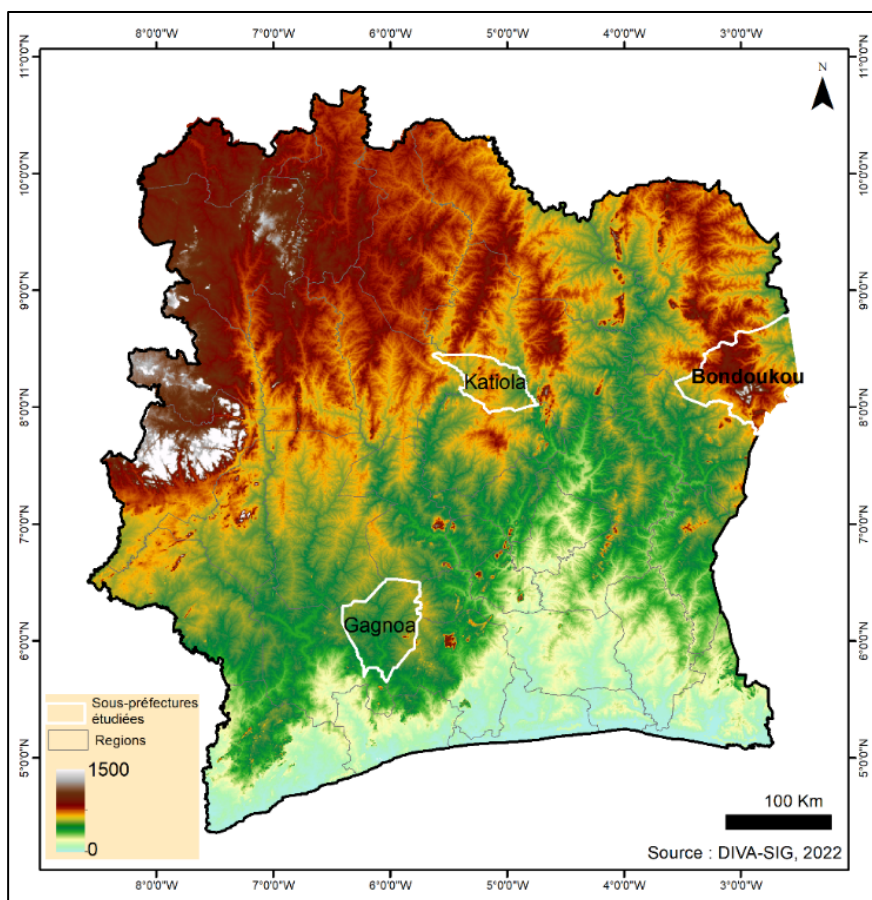 8°0'0"W 7°0'0"W 6°0'0"W 5°0'0"W 4°0'0"W 3°0'0"W
N
11°0'0"N 11°0'0"N
10°0'0"N 10°0'0"N
9°0'0"N 9°0'0"N
Katiola
Bondoukou
8°0'0"N 8°0'0"N
7°0'0"N 7°0'0"N
Gagnoa
6°0'0"N 6°0'0"N
5°0'0"N 5°0'0"N
Sous-préfectures
étudiées
Regions
1500
0
100 Km
Source : DIVA-SIG, 2022
8°0'0"W 7°0'0"W 6°0'0"W 5°0'0"W 4°0'0"W 3°0'0"W